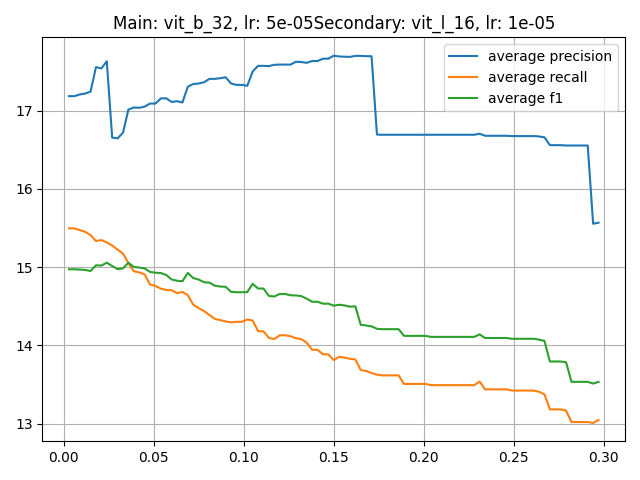 Main: vit_b_32, lr: 5e-05Secondary: vit_l_16, lr: 1e-05
average precision
average recall
average f1
17
16
15
14
13
0.00 0.05 0.10 0.15 0.20 0.25 0.30